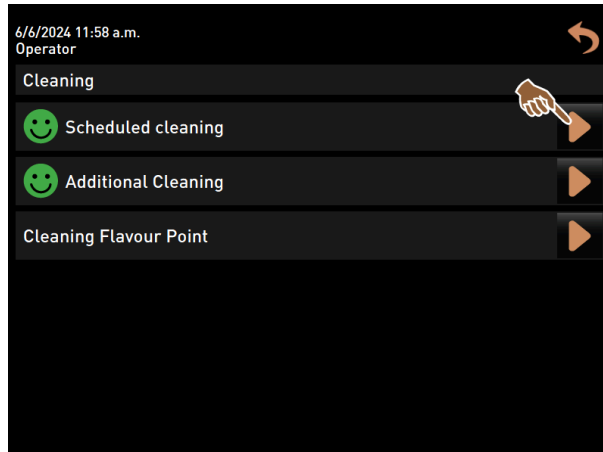 6/6/2024 11:58 a.m.
Operator
Cleaning
Scheduled cleaning
Additional Cleaning
Cleaning Flavour Point